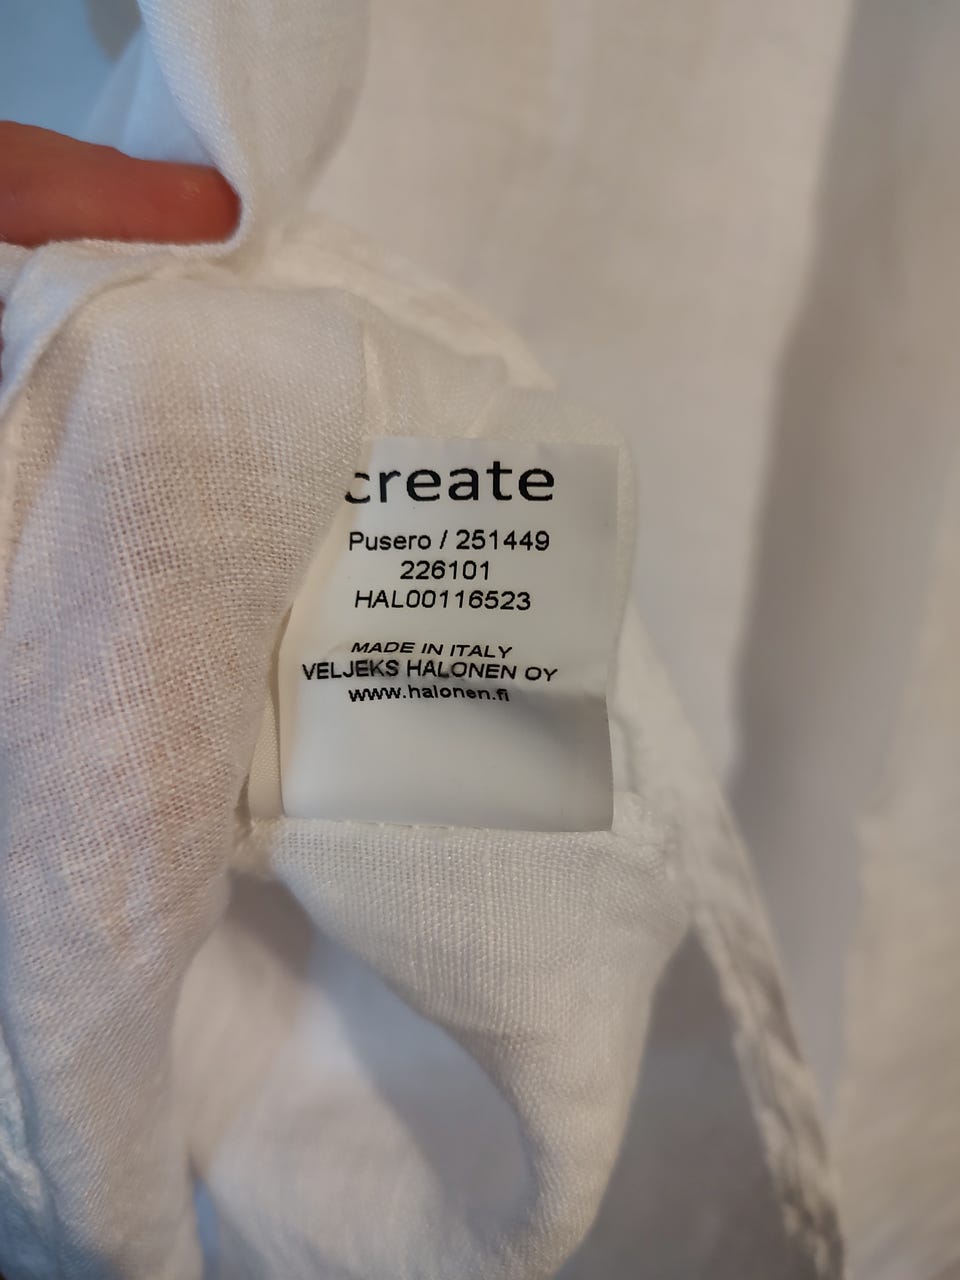 create
Pusero / 251449
226101
HAL00116523
MADE IN ITALY
VELJEKS HALONEN OY
www.halonen.fi